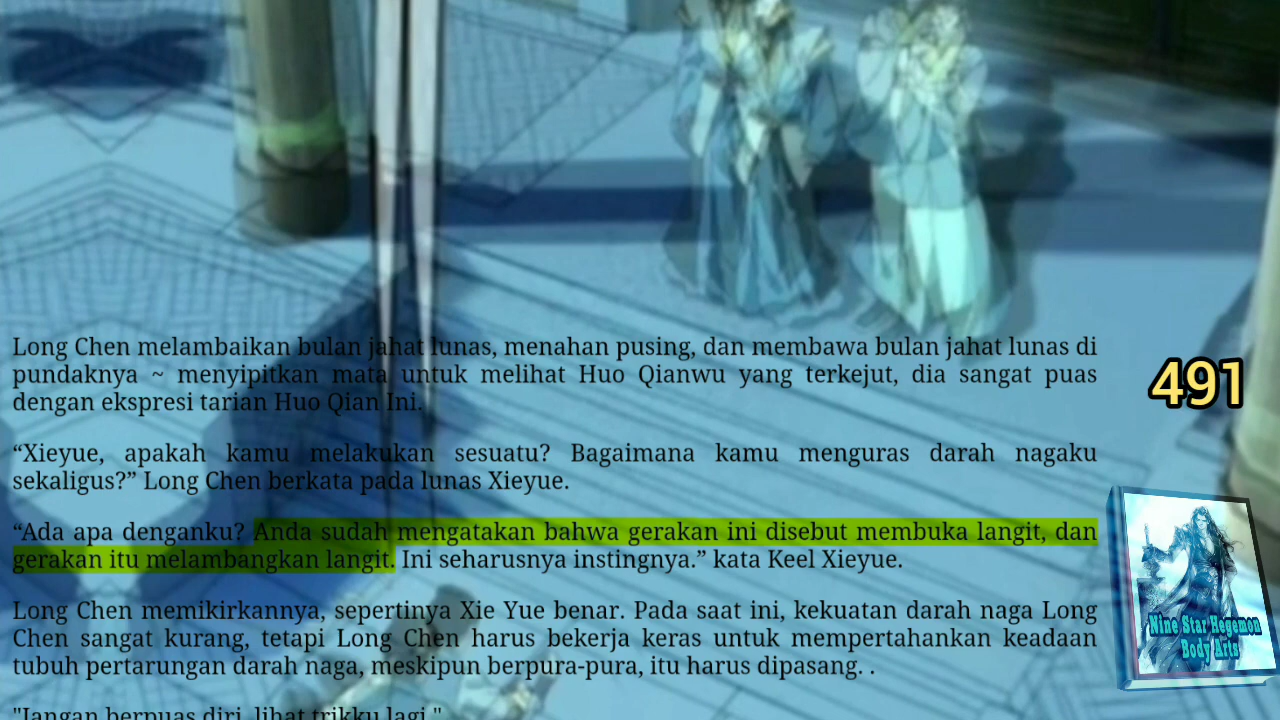 Long Chen melambaikan bulan jahat lunas, menahan pusing, dan membawa bulan jahat lunas di
pundaknya ~ menyipitkan mata untuk melihat Huo Qianwu yang terkejut, dia sangat puas
dengan ekspresi tarian Huo Qian Ini.
“Xieyue, apakah kamu melakukan sesuatu? Bagaimana kamu menguras darah nagaku
sekaligus?” Long Chen berkata pada lunas Xieyue.
“Ada apa denganku? Anda sudah mengatakan bahwa gerakan ini disebut membuka langit, dan
gerakan itu melambangkan langit. Ini seharusnya instingnya.” kata Keel Xieyue.
Long Chen memikirkannya, sepertinya Xie Yue benar. Pada saat ini, kekuatan darah naga Long
Chen sangat kurang, tetapi Long Chen harus bekerja keras untuk mempertahankan keadaan
tubuh pertarungan darah naga, meskipun berpura-pura, itu harus dipasang. .
"Jangan berpuas diri, lihat trikku lagi."
491
Nine Star Hegemon
Body Arts